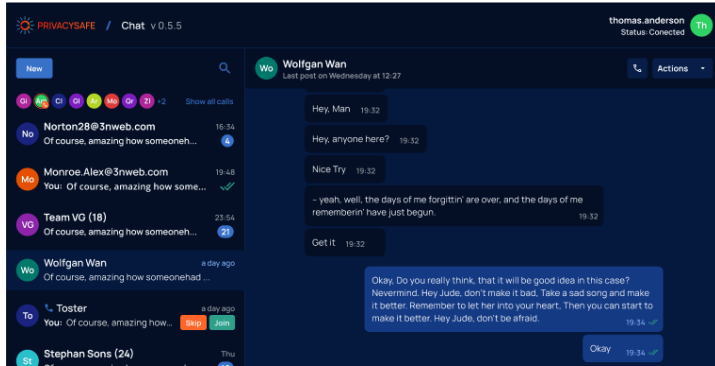 PRIVACYSAFE / Chat v 0.5.5
thomas.anderson
Status: Conected
Th
New
Wo
Wolfgan Wan
Last post on Wednesday at 12:27
Actions
Gi Am Cl Gl Ar Mo Qr Zl +2 Show all calls
No
Norton28@3nweb.com 16:34
Of course, amazing how someoneh... 4
Mo
Monroe.Alex@3nweb.com 19:48
You: Of course, amazing how some...
VG
Team VG (18) 23:54
Of course, amazing how someoneh... 21
Wo
Wolfgan Wan a day ago
Of course, amazing how someonehad ...
To
Toster a day ago
You: Of course, amazing how... Skip Join
St
Stephan Sons (24) Thu
Hey, Man 19:32
Hey, anyone here? 19:32
Nice Try 19:32
– yeah, well, the days of me forgittin' are over, and the days of me
rememberin' have just begun.
19:32
Get it 19:32
Okay, Do you really think, that it will be good idea in this case?
Nevermind. Hey Jude, don't make it bad, Take a sad song and make
it better. Remember to let her into your heart, Then you can start to
make it better. Hey Jude, don't be afraid.
19:34
Okay 19:34